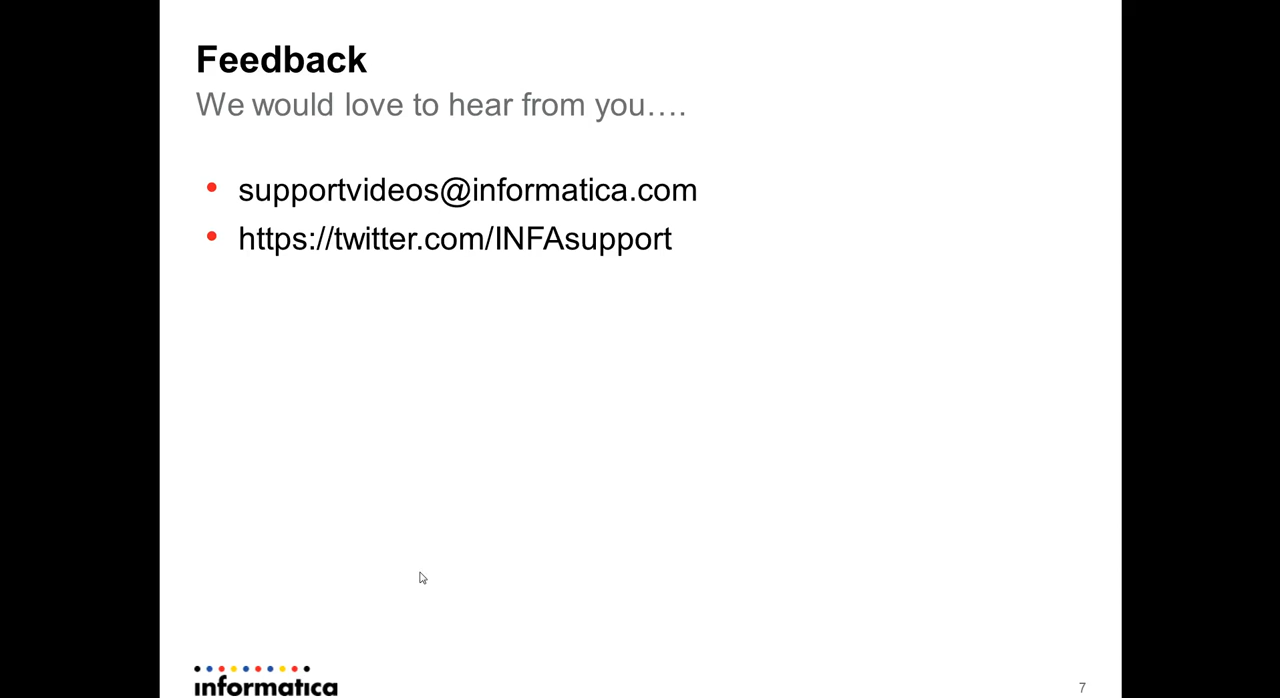 Feedback
We would love to hear from you….
• supportvideos@informatica.com
• https://twitter.com/INFAsupport
informatica
7